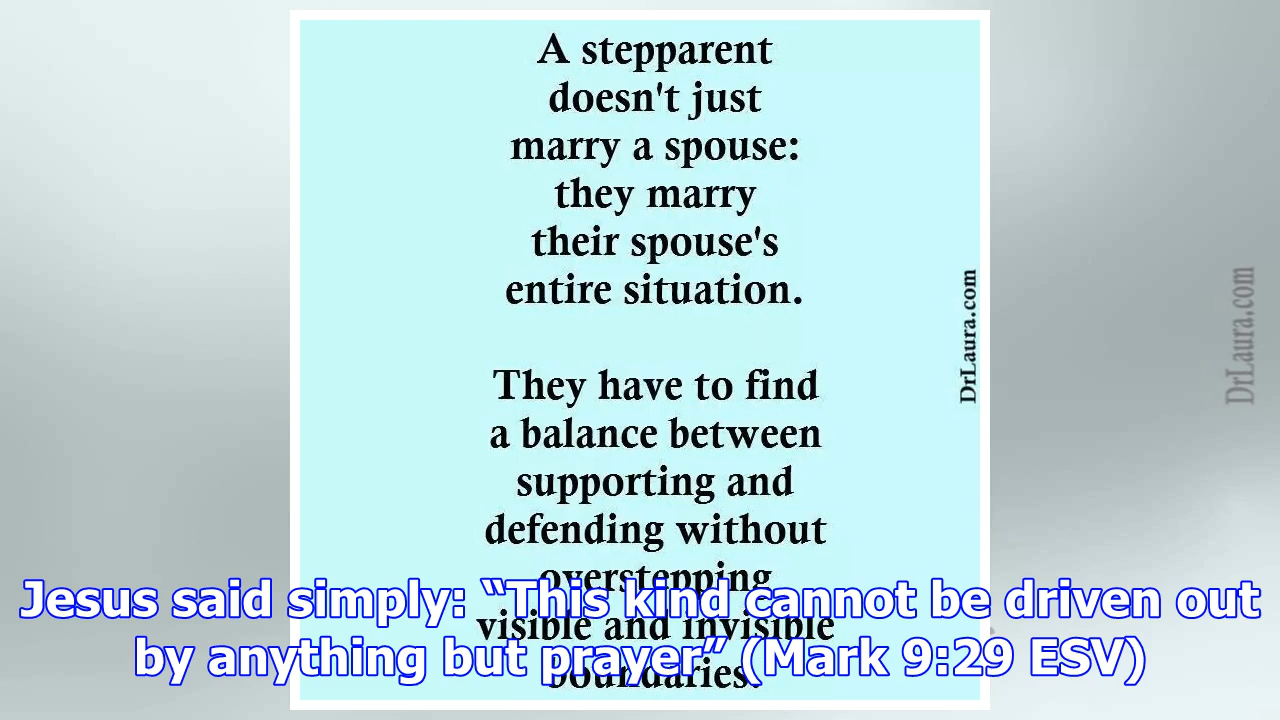 A stepparent
doesn't just
marry a spouse:
they marry
their spouse's
entire situation.
They have to find
a balance between
supporting and
defending without
overstepping
visible and invisible
boundaries.
DrLaura.com
DrLaura.com
Jesus said simply: “This kind cannot be driven out
by anything but prayer” (Mark 9:29 ESV)